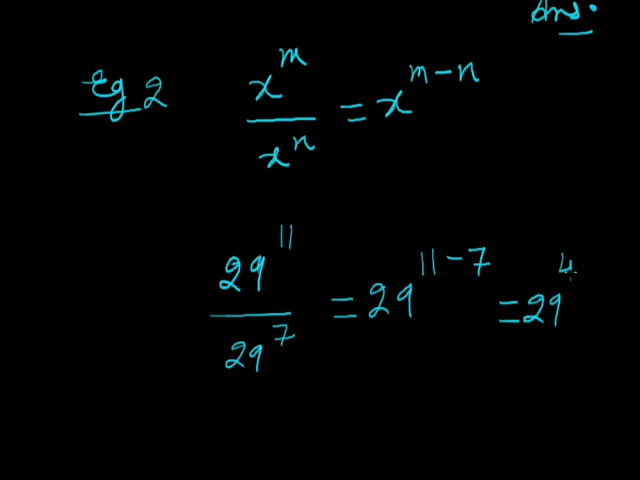 Ans.
Eg 2 x^m / x^n = x^{m-n}
29^11 / 29^7 = 29^{11-7} = 29^4